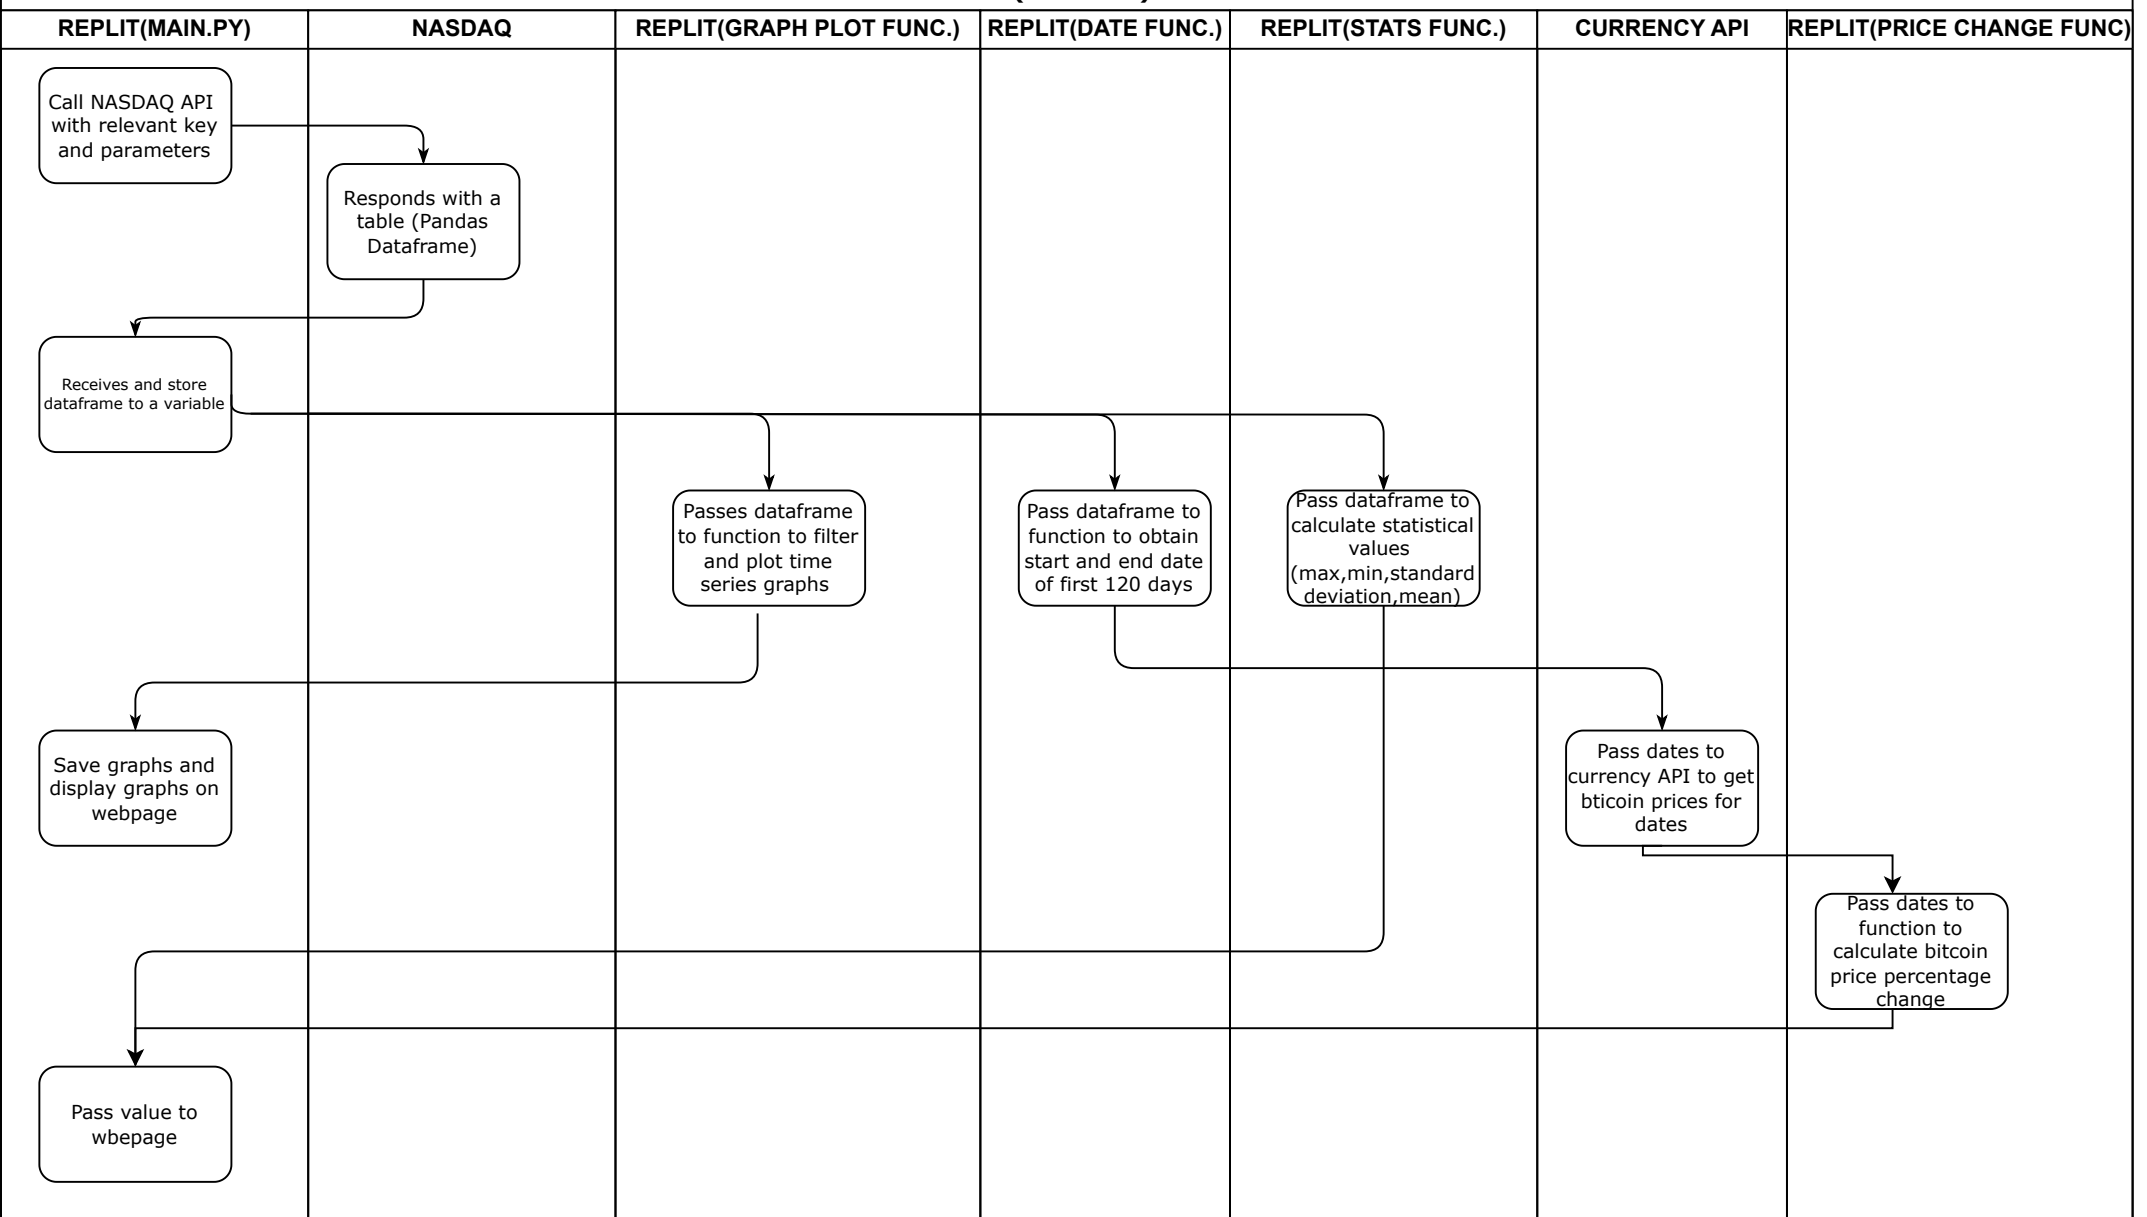 REPLIT(MAIN.PY)
NASDAQ
REPLIT(GRAPH PLOT FUNC.)
REPLIT(DATE FUNC.)
REPLIT(STATS FUNC.)
CURRENCY API
REPLIT(PRICE CHANGE FUNC)
Call NASDAQ API
with relevant key
and parameters
Responds with a
table (Pandas
Dataframe)
Receives and store
dataframe to a variable
Passes dataframe
to function to filter
and plot time
series graphs
Pass dataframe to
function to obtain
start and end date
of first 120 days
Pass dataframe to
calculate statistical
values
(max,min,standard
deviation,mean)
Save graphs and
display graphs on
webpage
Pass dates to
currency API to get
bticoin prices for
dates
Pass dates to
function to
calculate bitcoin
price percentage
change
Pass value to
wbepage